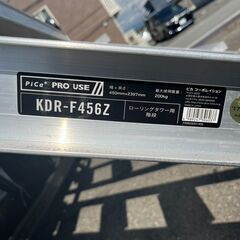 PiCa PRO USE
幅 × 長さ
450mm×2397mm
最大使用質量
200kg
ピカ コーポレイション
KDR-F456Z
ローリングタワー用
階段